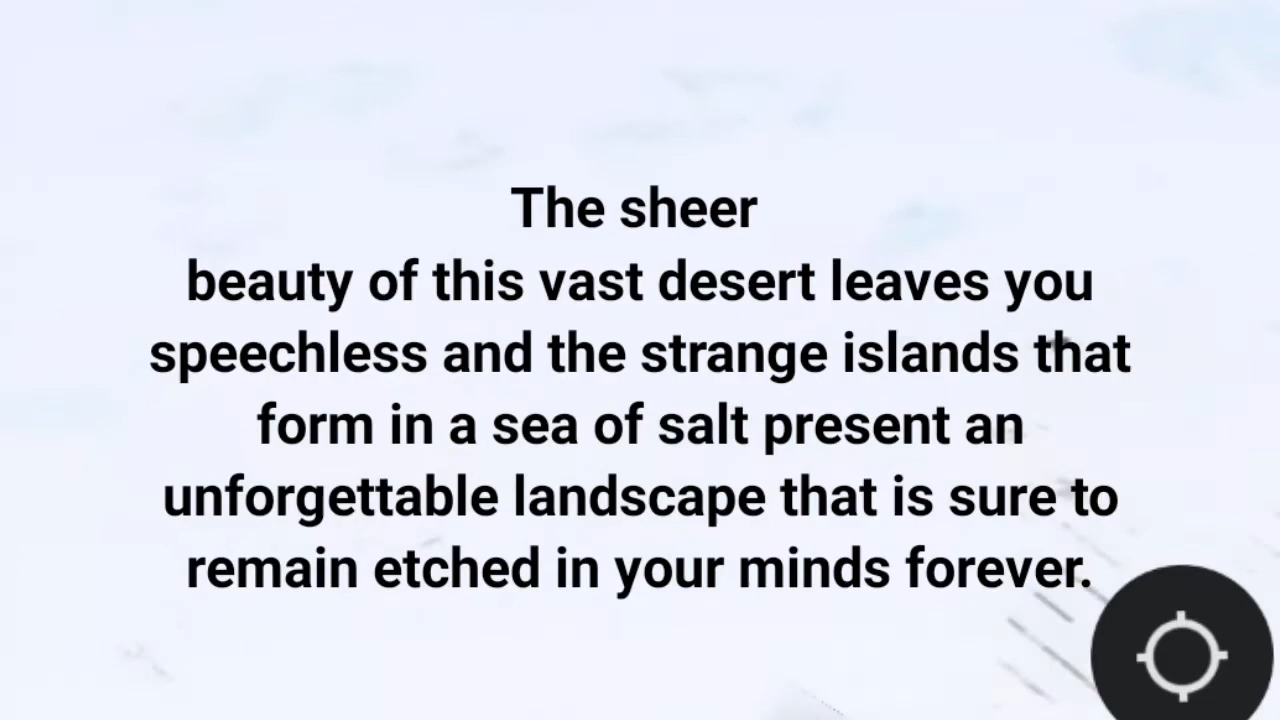 The sheer
beauty of this vast desert leaves you
speechless and the strange islands that
form in a sea of salt present an
unforgettable landscape that is sure to
remain etched in your minds forever.